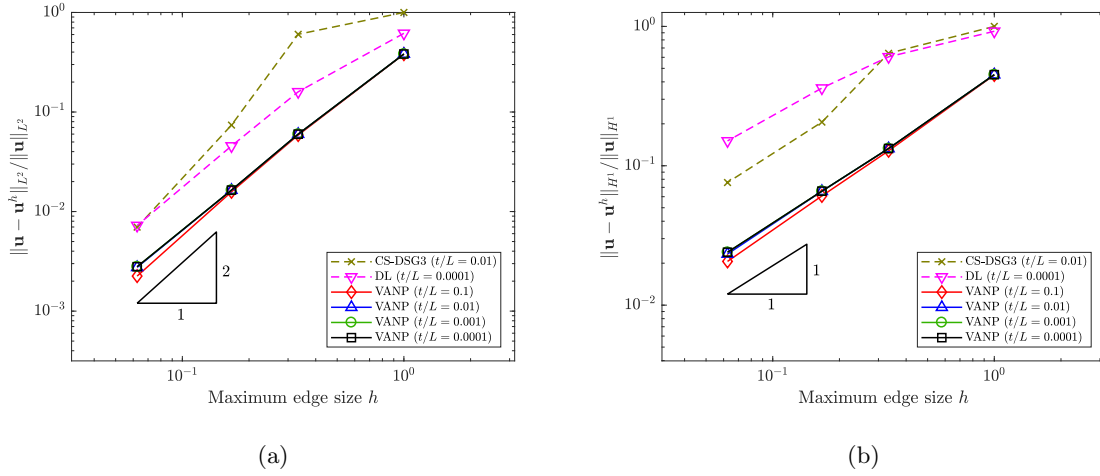 10^0
10^{-1}
10^{-2}
10^{-3}
‖u − u^h‖_{L^2}/‖u‖_{L^2}
2
1
CS-DSG3 (t/L = 0.01)
DL (t/L = 0.0001)
VANP (t/L = 0.1)
VANP (t/L = 0.01)
VANP (t/L = 0.001)
VANP (t/L = 0.0001)
10^{-1}
10^0
Maximum edge size h
(a)
10^0
10^{-1}
10^{-2}
‖u − u^h‖_{H^1}/‖u‖_{H^1}
1
1
CS-DSG3 (t/L = 0.01)
DL (t/L = 0.0001)
VANP (t/L = 0.1)
VANP (t/L = 0.01)
VANP (t/L = 0.001)
VANP (t/L = 0.0001)
10^{-1}
10^0
Maximum edge size h
(b)